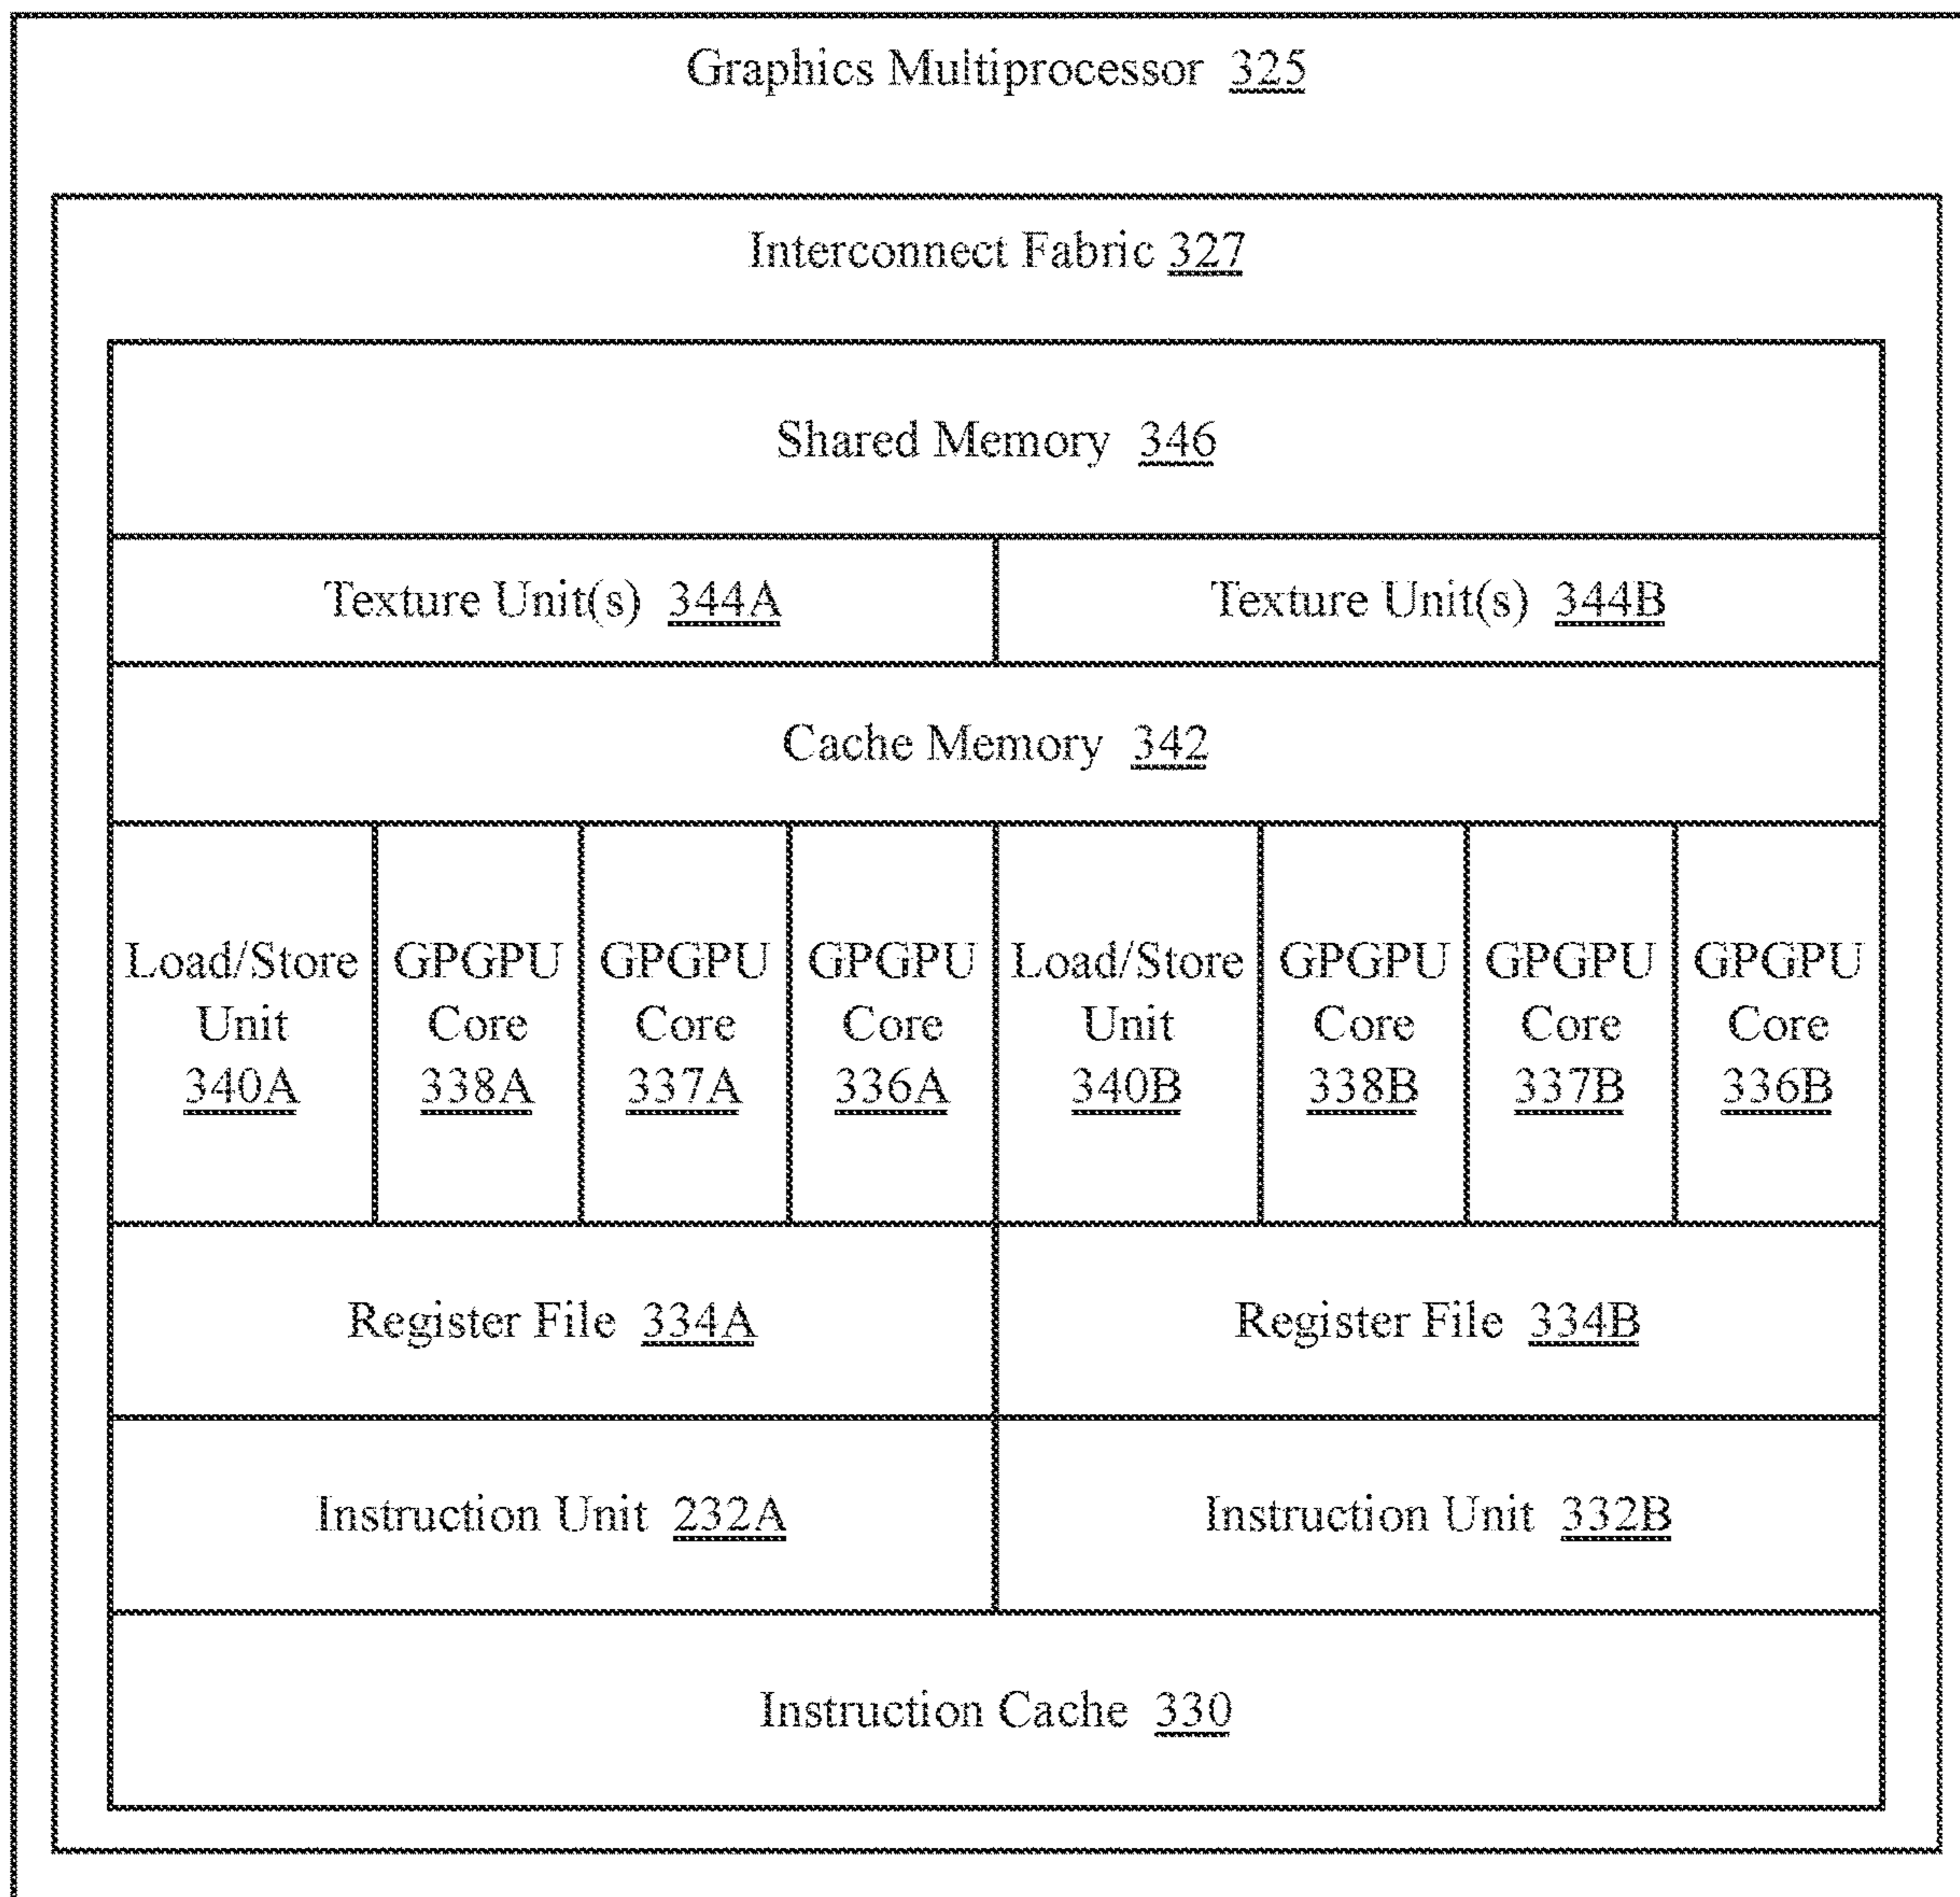 Graphics Multiprocessor 325
Interconnect Fabric 327
Shared Memory 346
Texture Unit(s) 344A
Texture Unit(s) 344B
Cache Memory 342
Load/Store
Unit
340A
GPGPU
Core
338A
GPGPU
Core
337A
GPGPU
Core
336A
Load/Store
Unit
340B
GPGPU
Core
338B
GPGPU
Core
337B
GPGPU
Core
336B
Register File 334A
Register File 334B
Instruction Unit 232A
Instruction Unit 332B
Instruction Cache 330